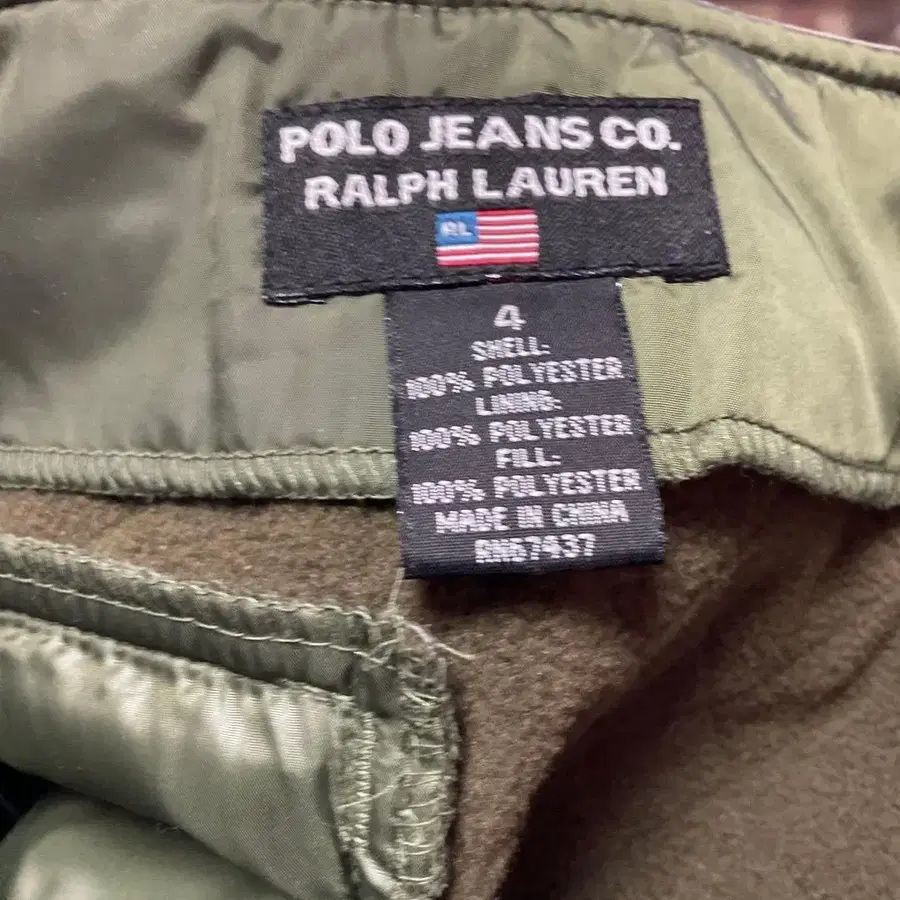 POLO JEANS CO.
RALPH LAUREN
RL
4
SHELL:
100% POLYESTER
LINING:
100% POLYESTER
FILL:
100% POLYESTER
MADE IN CHINA
RN67437